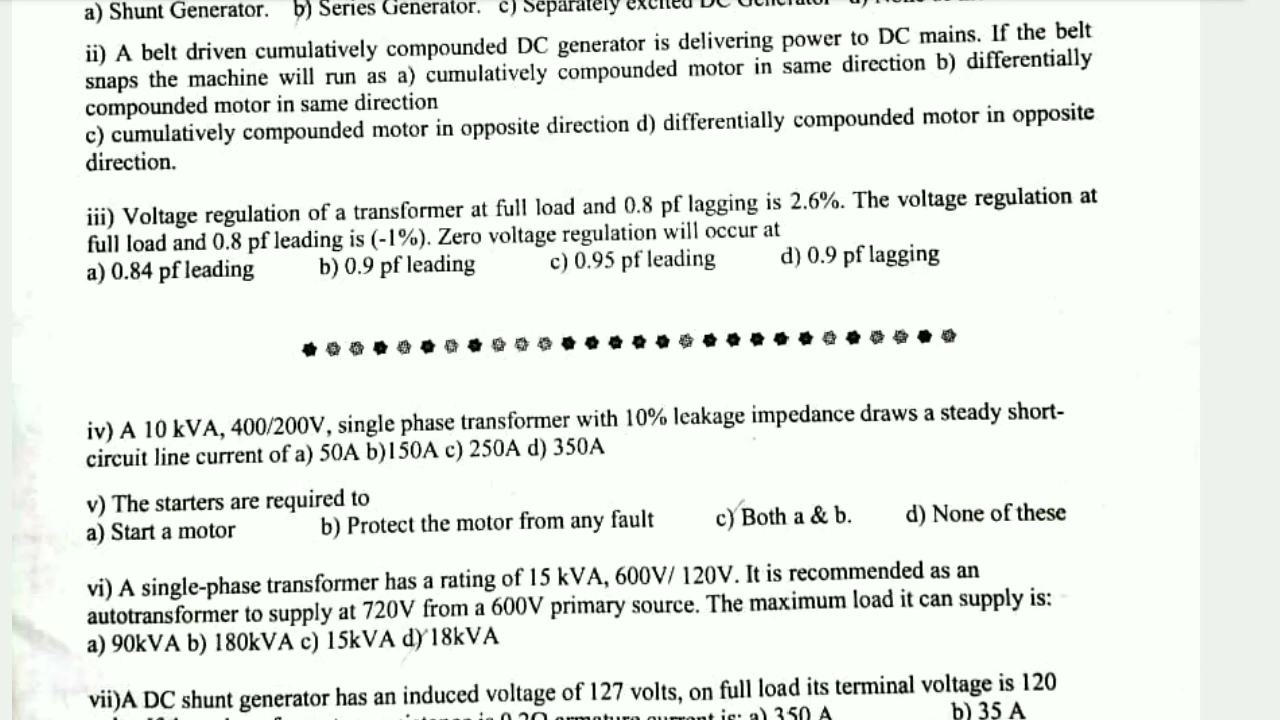 a) Shunt Generator. b) Series Generator. c) Separately excited DC Generator
ii) A belt driven cumulatively compounded DC generator is delivering power to DC mains. If the belt
snaps the machine will run as a) cumulatively compounded motor in same direction b) differentially
compounded motor in same direction
c) cumulatively compounded motor in opposite direction d) differentially compounded motor in opposite
direction.
iii) Voltage regulation of a transformer at full load and 0.8 pf lagging is 2.6%. The voltage regulation at
full load and 0.8 pf leading is (-1%). Zero voltage regulation will occur at
a) 0.84 pf leading b) 0.9 pf leading c) 0.95 pf leading d) 0.9 pf lagging
iv) A 10 kVA, 400/200V, single phase transformer with 10% leakage impedance draws a steady short-
circuit line current of a) 50A b)150A c) 250A d) 350A
v) The starters are required to
a) Start a motor b) Protect the motor from any fault c) Both a & b. d) None of these
vi) A single-phase transformer has a rating of 15 kVA, 600V/ 120V. It is recommended as an
autotransformer to supply at 720V from a 600V primary source. The maximum load it can supply is:
a) 90kVA b) 180kVA c) 15kVA d) 18kVA
vii)A DC shunt generator has an induced voltage of 127 volts, on full load its terminal voltage is 120
is: a) 350 A b) 35 A